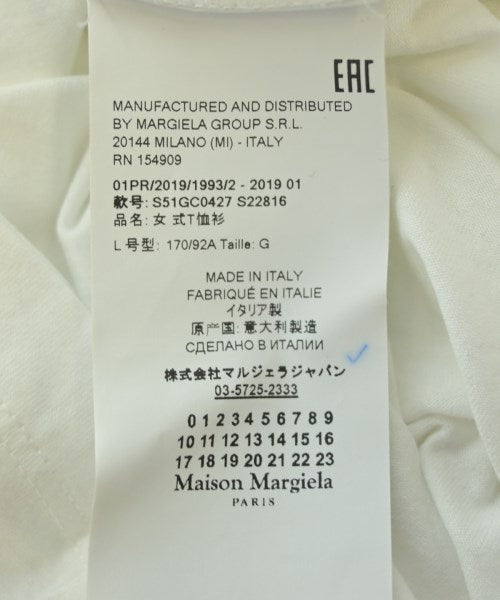 EAC
MANUFACTURED AND DISTRIBUTED
BY MARGIELA GROUP S.R.L.
20144 MILANO (MI) - ITALY
RN 154909
01PR/2019/1993/2 - 2019 01
款号: S51GC0427 S22816
品名: 女 式T恤衫
L 号型: 170/92A Taille: G
MADE IN ITALY
FABRIQUÉ EN ITALIE
イタリア製
原产国: 意大利製造
СДЕЛАНО В ИТАЛИИ
株式会社マルジェラジャパン
03-5725-2333
0 1 2 3 4 5 6 7 8 9
10 11 12 13 14 15 16
17 18 19 20 21 22 23
Maison Margiela
PARIS